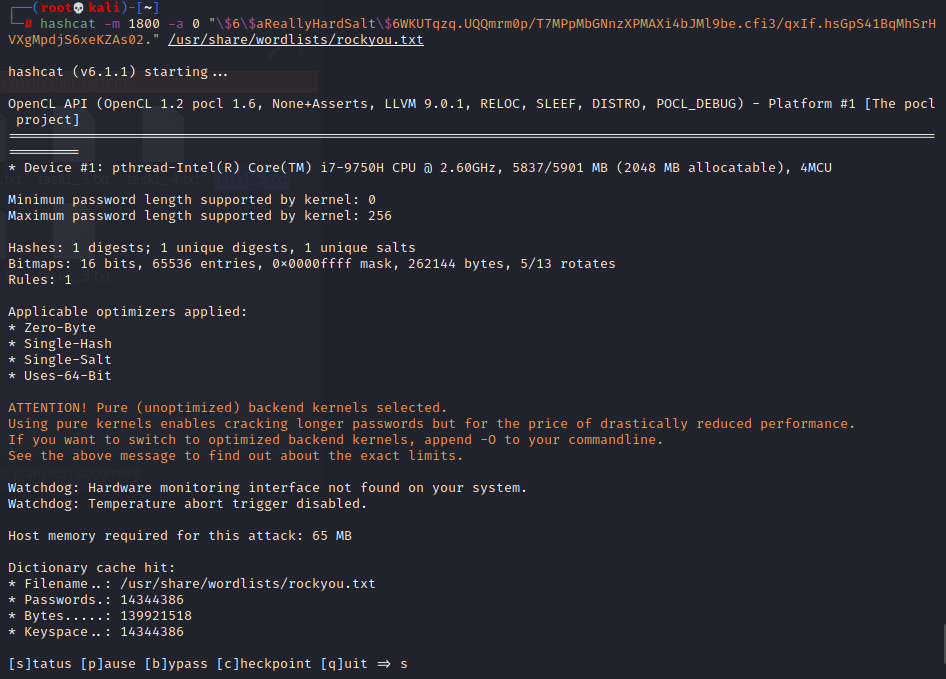 ┌──(root💀kali)-[~]
└─# hashcat -m 1800 -a 0 "\$6\$aReallyHardSalt\$6WKUTqzq.UQQmrm0p/T7MPpMbGNnzXPMAXi4bJMl9be.cfi3/qxIf.hsGpS41BqMhSrH
VXgMpdjS6xeKZAs02." /usr/share/wordlists/rockyou.txt
hashcat (v6.1.1) starting...
OpenCL API (OpenCL 1.2 pocl 1.6, None+Asserts, LLVM 9.0.1, RELOC, SLEEF, DISTRO, POCL_DEBUG) - Platform #1 [The pocl
project]
* Device #1: pthread-Intel(R) Core(TM) i7-9750H CPU @ 2.60GHz, 5837/5901 MB (2048 MB allocatable), 4MCU
Minimum password length supported by kernel: 0
Maximum password length supported by kernel: 256
Hashes: 1 digests; 1 unique digests, 1 unique salts
Bitmaps: 16 bits, 65536 entries, 0x0000ffff mask, 262144 bytes, 5/13 rotates
Rules: 1
Applicable optimizers applied:
* Zero-Byte
* Single-Hash
* Single-Salt
* Uses-64-Bit
ATTENTION! Pure (unoptimized) backend kernels selected.
Using pure kernels enables cracking longer passwords but for the price of drastically reduced performance.
If you want to switch to optimized backend kernels, append -O to your commandline.
See the above message to find out about the exact limits.
Watchdog: Hardware monitoring interface not found on your system.
Watchdog: Temperature abort trigger disabled.
Host memory required for this attack: 65 MB
Dictionary cache hit:
* Filename..: /usr/share/wordlists/rockyou.txt
* Passwords.: 14344386
* Bytes.....: 139921518
* Keyspace..: 14344386
[s]tatus [p]ause [b]ypass [c]heckpoint [q]uit => s